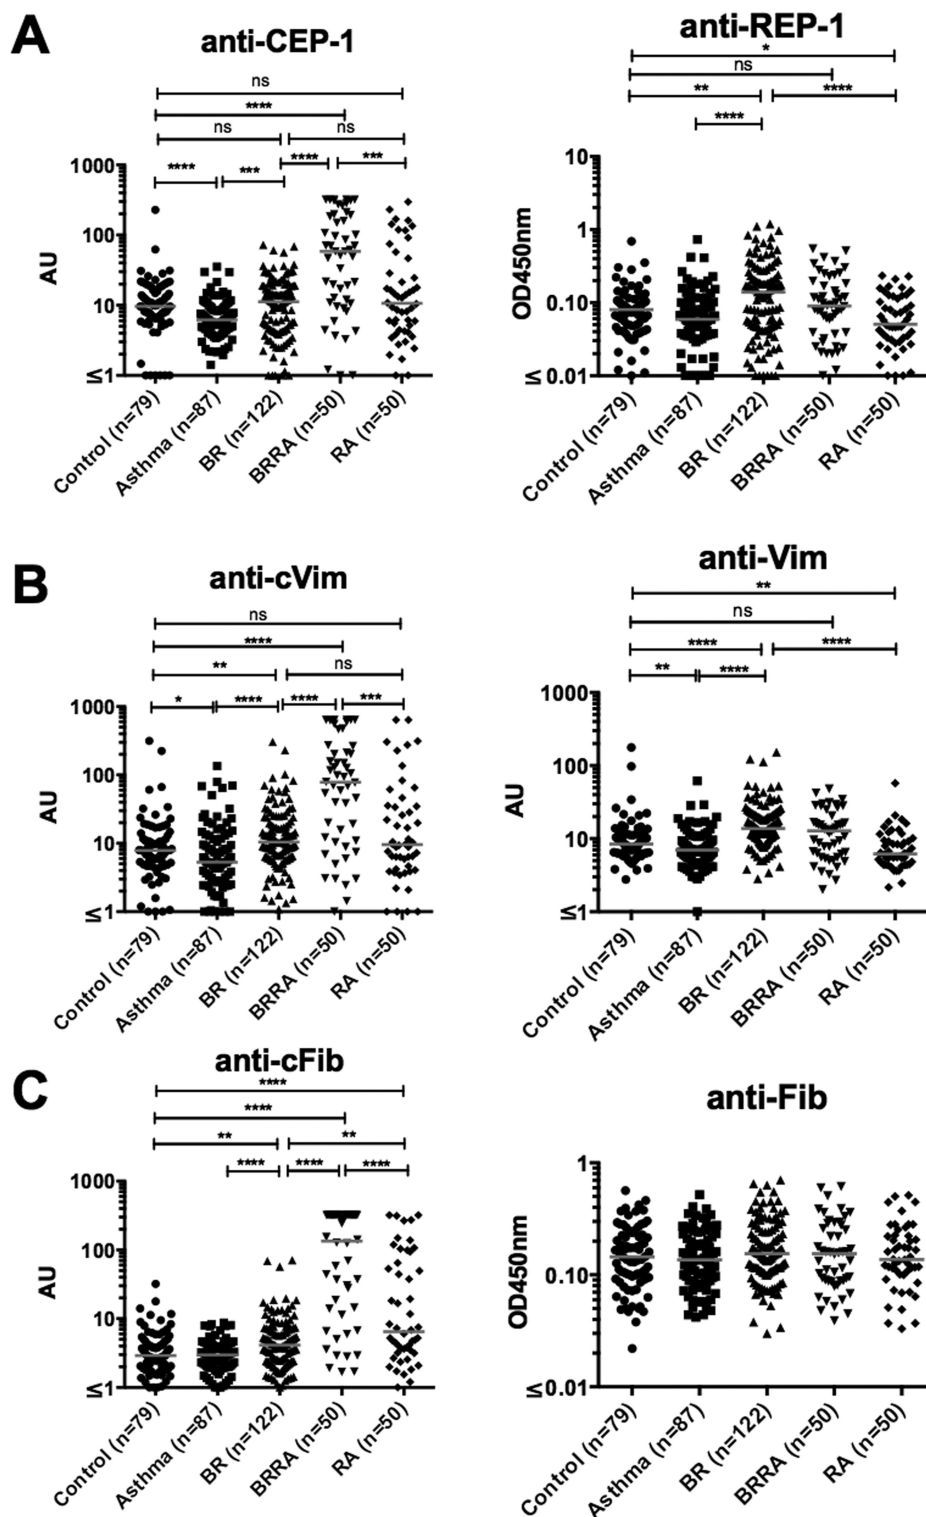 A
anti-CEP-1
ns
****
ns
ns
****
***
****
***
1000
100
10
≤1
AU
Control (n=79)
Asthma (n=87)
BR (n=122)
BRRA (n=50)
RA (n=50)
anti-REP-1
*
ns
**
****
****
10
1
0.10
≤ 0.01
OD450nm
Control (n=79)
Asthma (n=87)
BR (n=122)
BRRA (n=50)
RA (n=50)
B
anti-cVim
ns
****
**
ns
*
****
****
***
1000
100
10
≤1
AU
Control (n=79)
Asthma (n=87)
BR (n=122)
BRRA (n=50)
RA (n=50)
anti-Vim
**
ns
****
****
**
****
1000
100
10
≤1
AU
Control (n=79)
Asthma (n=87)
BR (n=122)
BRRA (n=50)
RA (n=50)
C
anti-cFib
****
****
**
**
****
****
****
1000
100
10
≤1
AU
Control (n=79)
Asthma (n=87)
BR (n=122)
BRRA (n=50)
RA (n=50)
anti-Fib
1
0.10
≤0.01
OD450nm
Control (n=79)
Asthma (n=87)
BR (n=122)
BRRA (n=50)
RA (n=50)